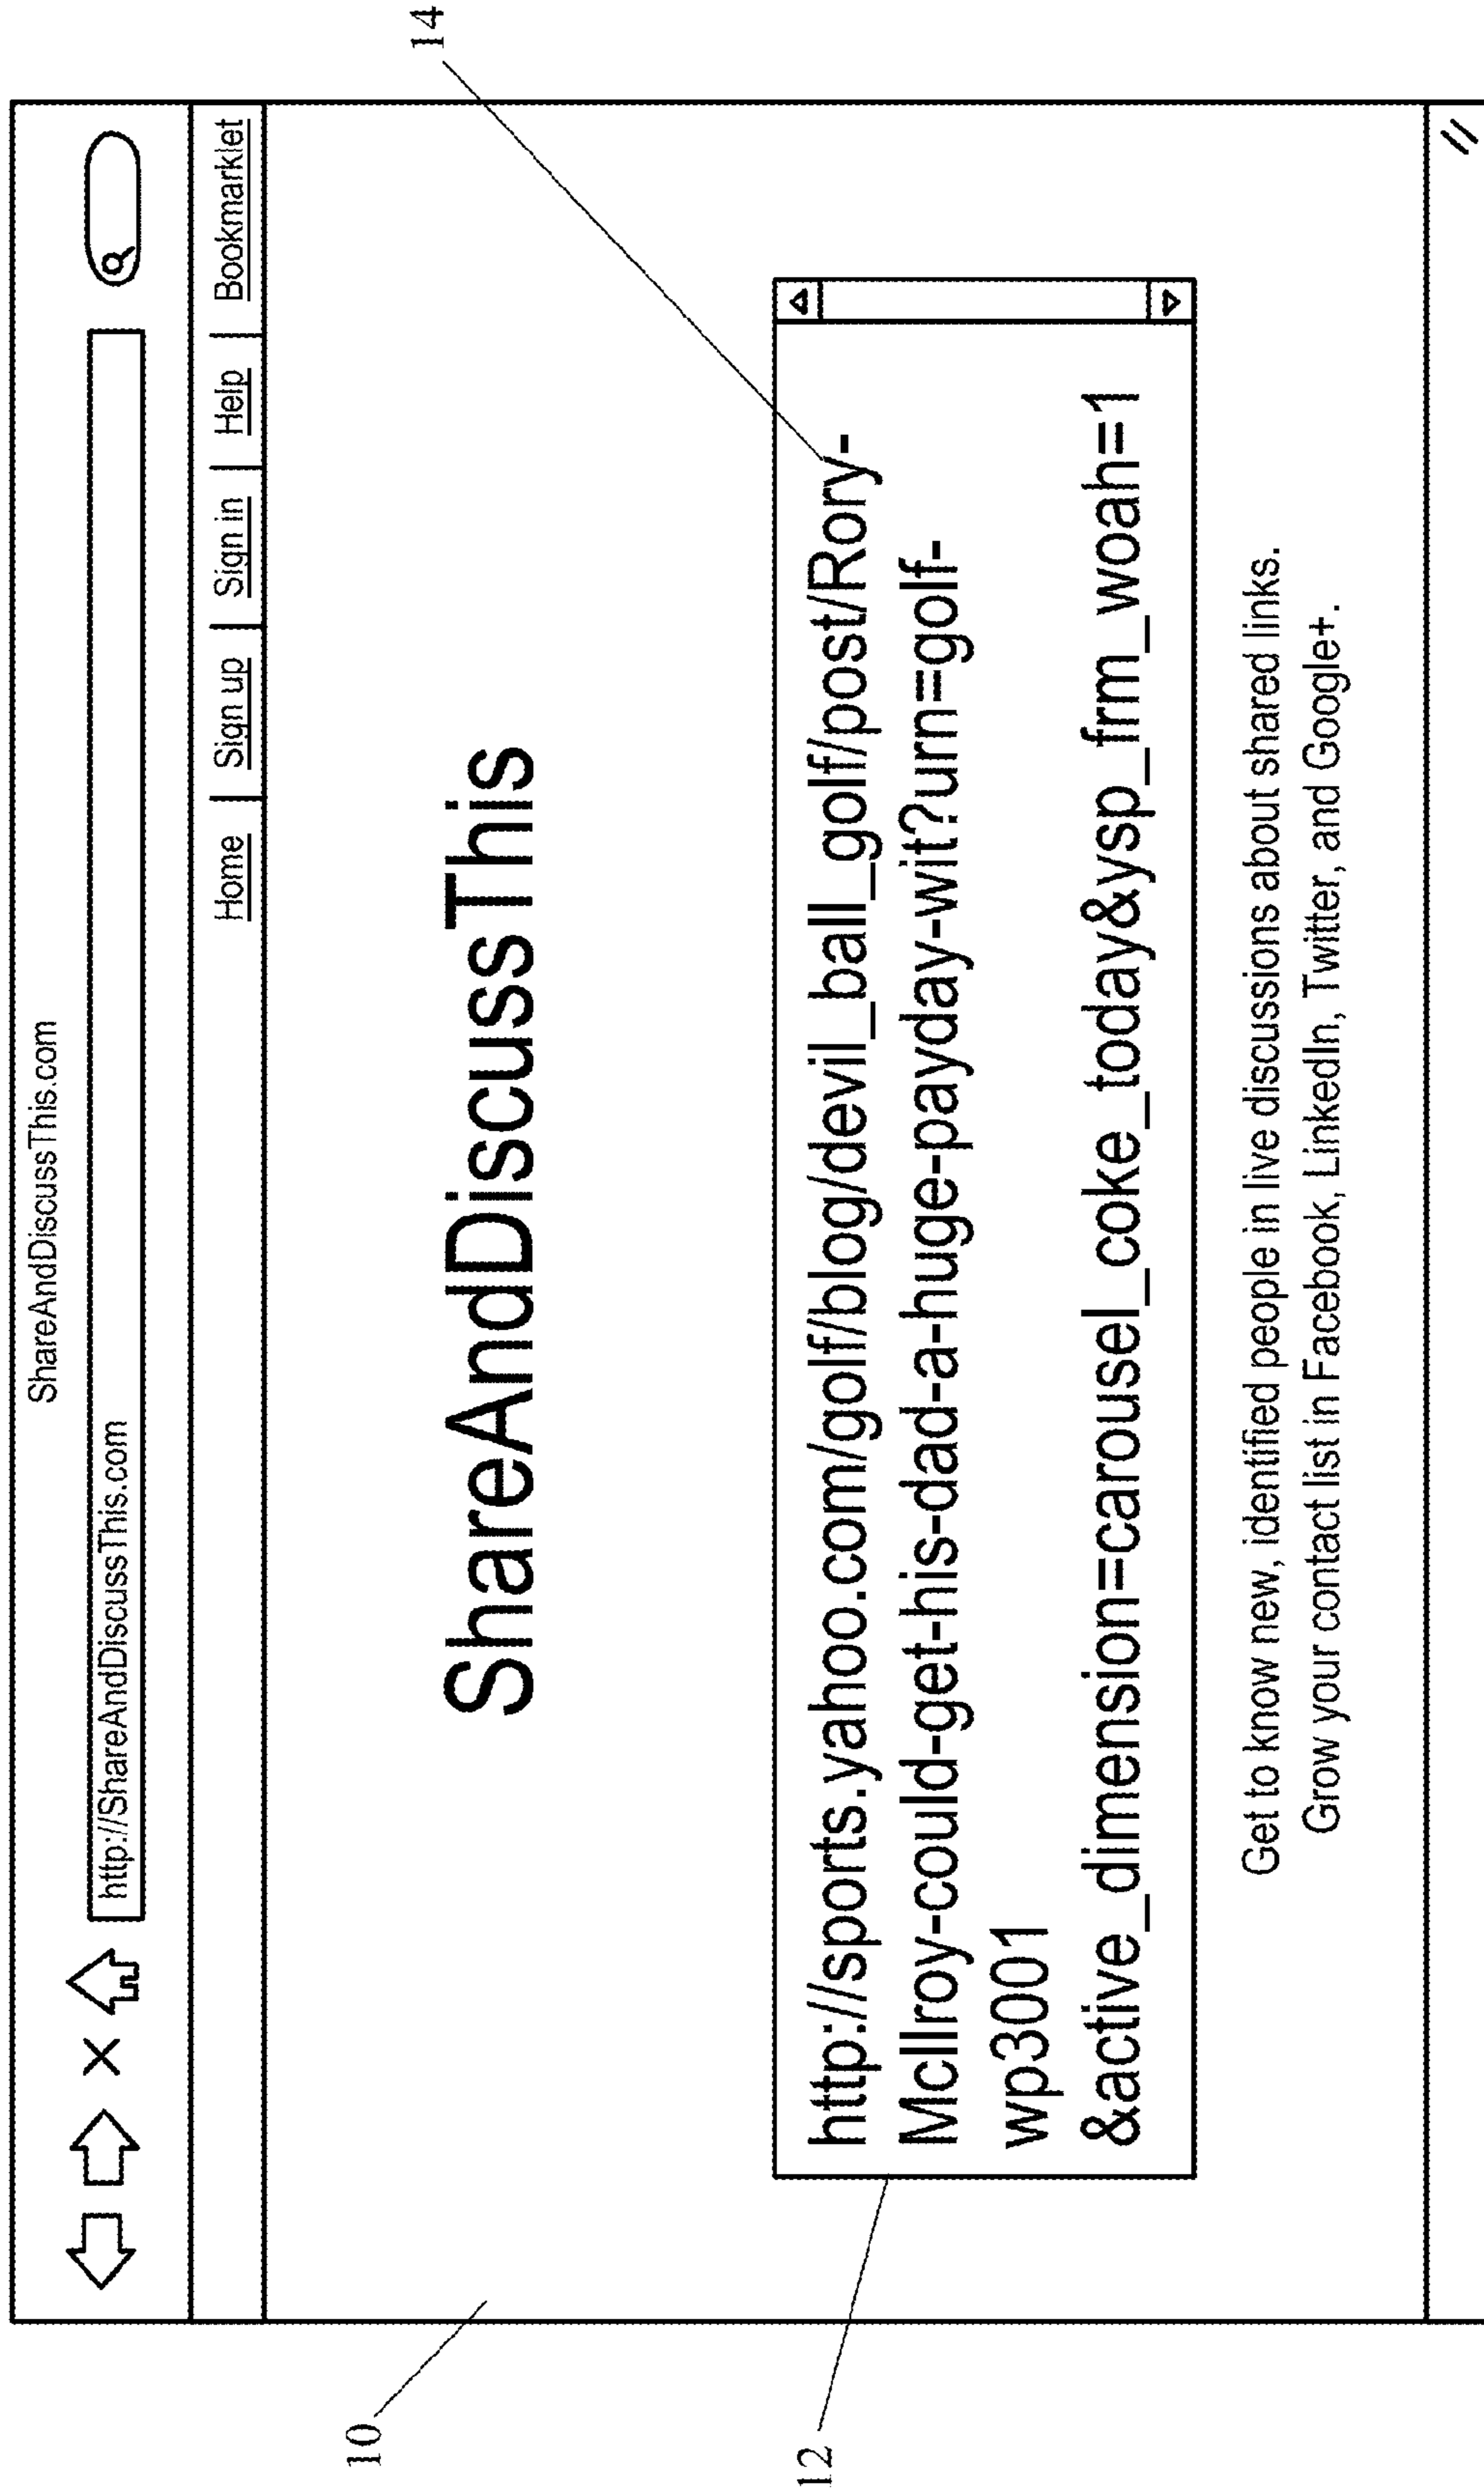 ShareAndDiscussThis.com
http://ShareAndDiscussThis.com
Home | Sign up | Sign in | Help | Bookmarklet
10
ShareAndDiscussThis
14
12
http://sports.yahoo.com/golf/blog/devil_ball_golf/post/Rory-
McIlroy-could-get-his-dad-a-huge-payday-wit?urn=golf-
wp3001
&active_dimension=carousel_coke_today&ysp_frm_woah=1
Get to know new, identified people in live discussions about shared links.
Grow your contact list in Facebook, LinkedIn, Twitter, and Google+.